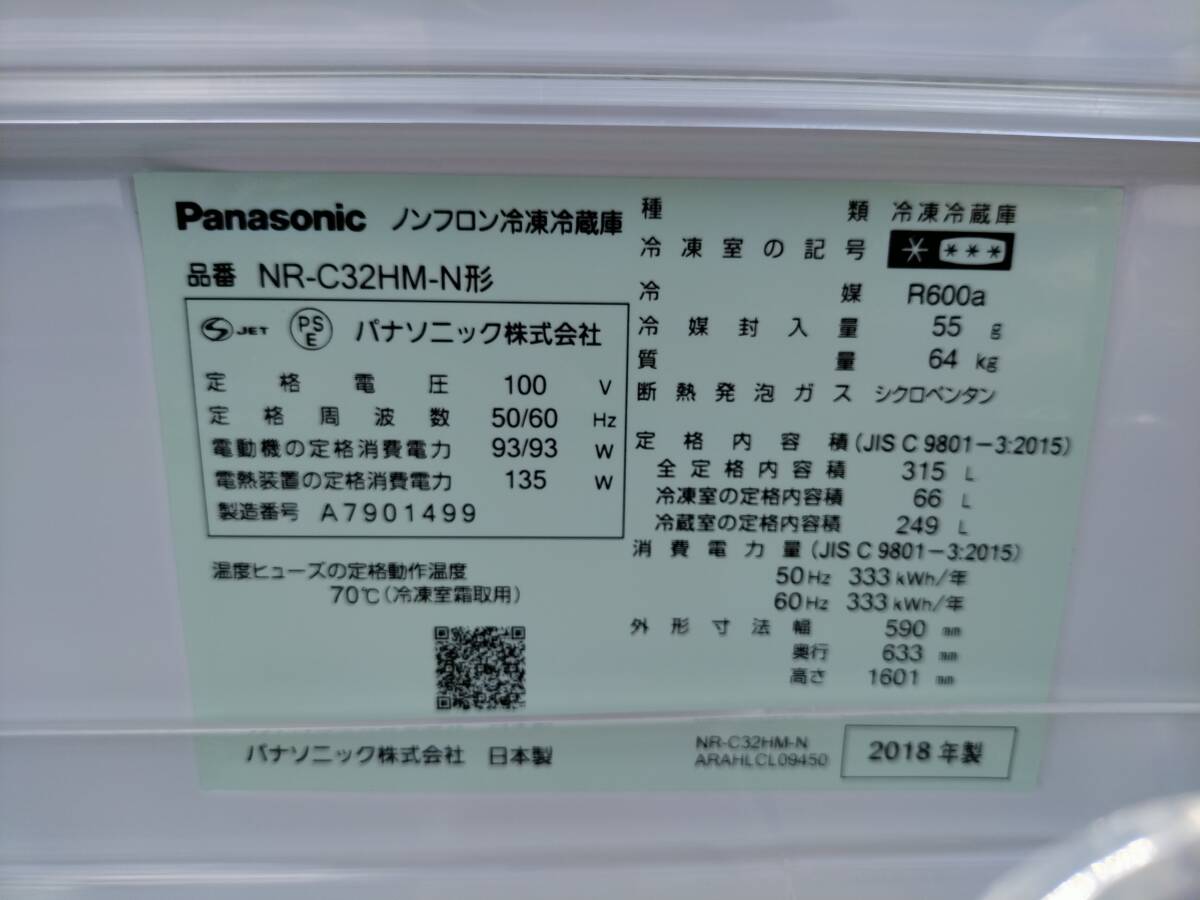 Panasonic ノンフロン冷凍冷蔵庫
品番 NR-C32HM-N形
JET PSE パナソニック株式会社
定格電圧 100 V
定格周波数 50/60 Hz
電動機の定格消費電力 93/93 W
電熱装置の定格消費電力 135 W
製造番号 A7901499
温度ヒューズの定格動作温度
70℃(冷凍室霜取用)
パナソニック株式会社 日本製
種類 冷凍冷蔵庫
冷凍室の記号 * ***
冷媒 R600a
冷媒封入量 55 g
質量 64 kg
断熱発泡ガス シクロペンタン
定格内容積(JIS C 9801-3:2015)
全定格内容積 315 L
冷凍室の定格内容積 66 L
冷蔵室の定格内容積 249 L
消費電力量(JIS C 9801-3:2015)
50Hz 333 kWh/年
60Hz 333 kWh/年
外形寸法 幅 590 mm
奥行 633 mm
高さ 1601 mm
NR-C32HM-N
ARAHLCL09450
2018年製